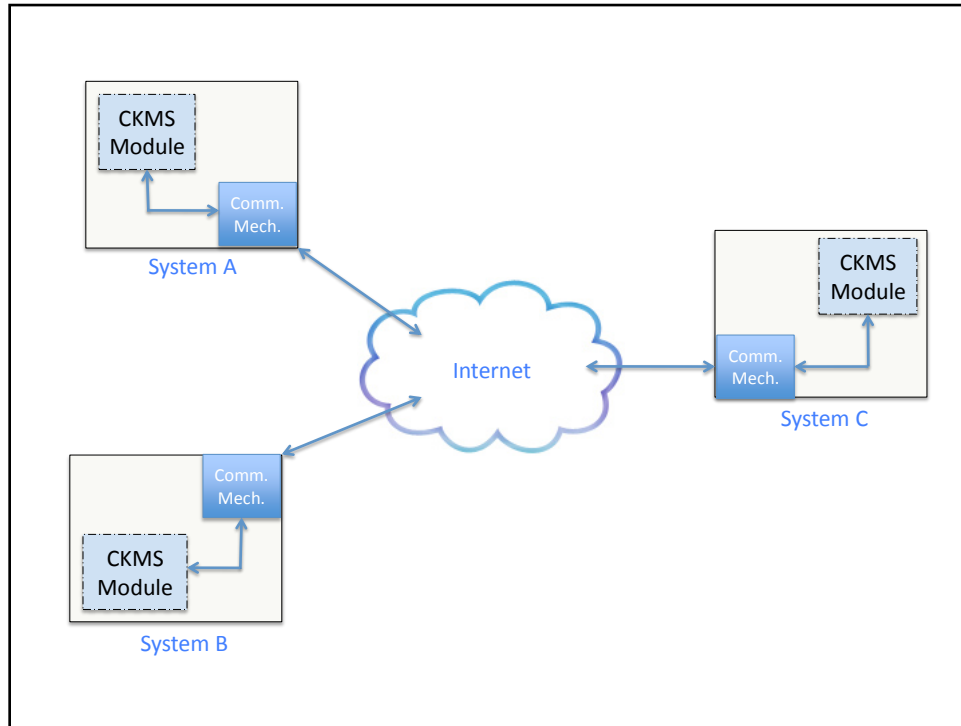 CKMS
Module
Comm.
Mech.
System A
CKMS
Module
Comm.
Mech.
System C
Internet
Comm.
Mech.
CKMS
Module
System B